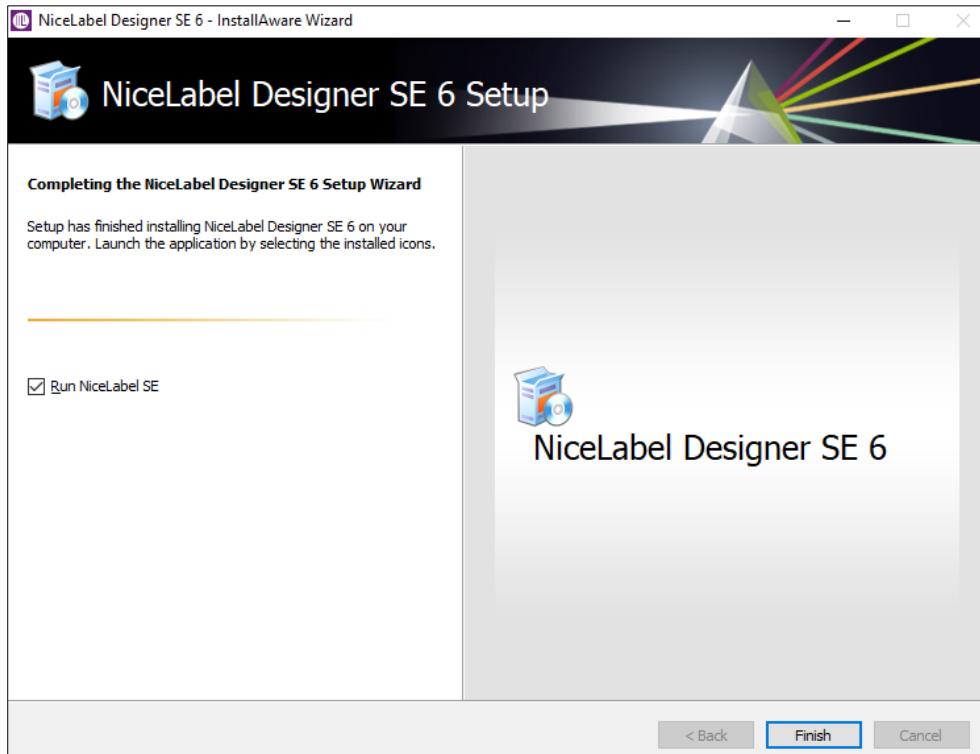 NiceLabel Designer SE 6 - InstallAware Wizard
NiceLabel Designer SE 6 Setup
Completing the NiceLabel Designer SE 6 Setup Wizard
Setup has finished installing NiceLabel Designer SE 6 on your
computer. Launch the application by selecting the installed icons.
Run NiceLabel SE
NiceLabel Designer SE 6
< Back
Finish
Cancel